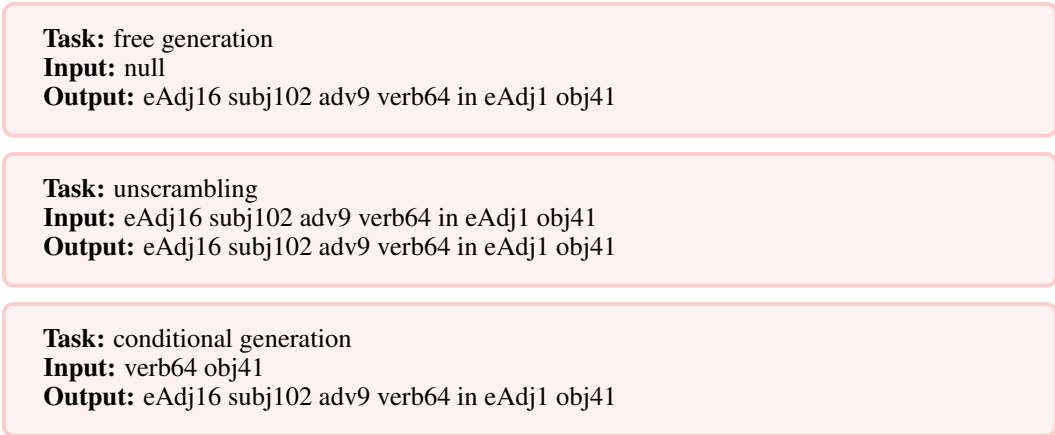 Task: free generation
Input: null
Output: eAdj16 subj102 adv9 verb64 in eAdj1 obj41
Task: unscrambling
Input: eAdj16 subj102 adv9 verb64 in eAdj1 obj41
Output: eAdj16 subj102 adv9 verb64 in eAdj1 obj41
Task: conditional generation
Input: verb64 obj41
Output: eAdj16 subj102 adv9 verb64 in eAdj1 obj41